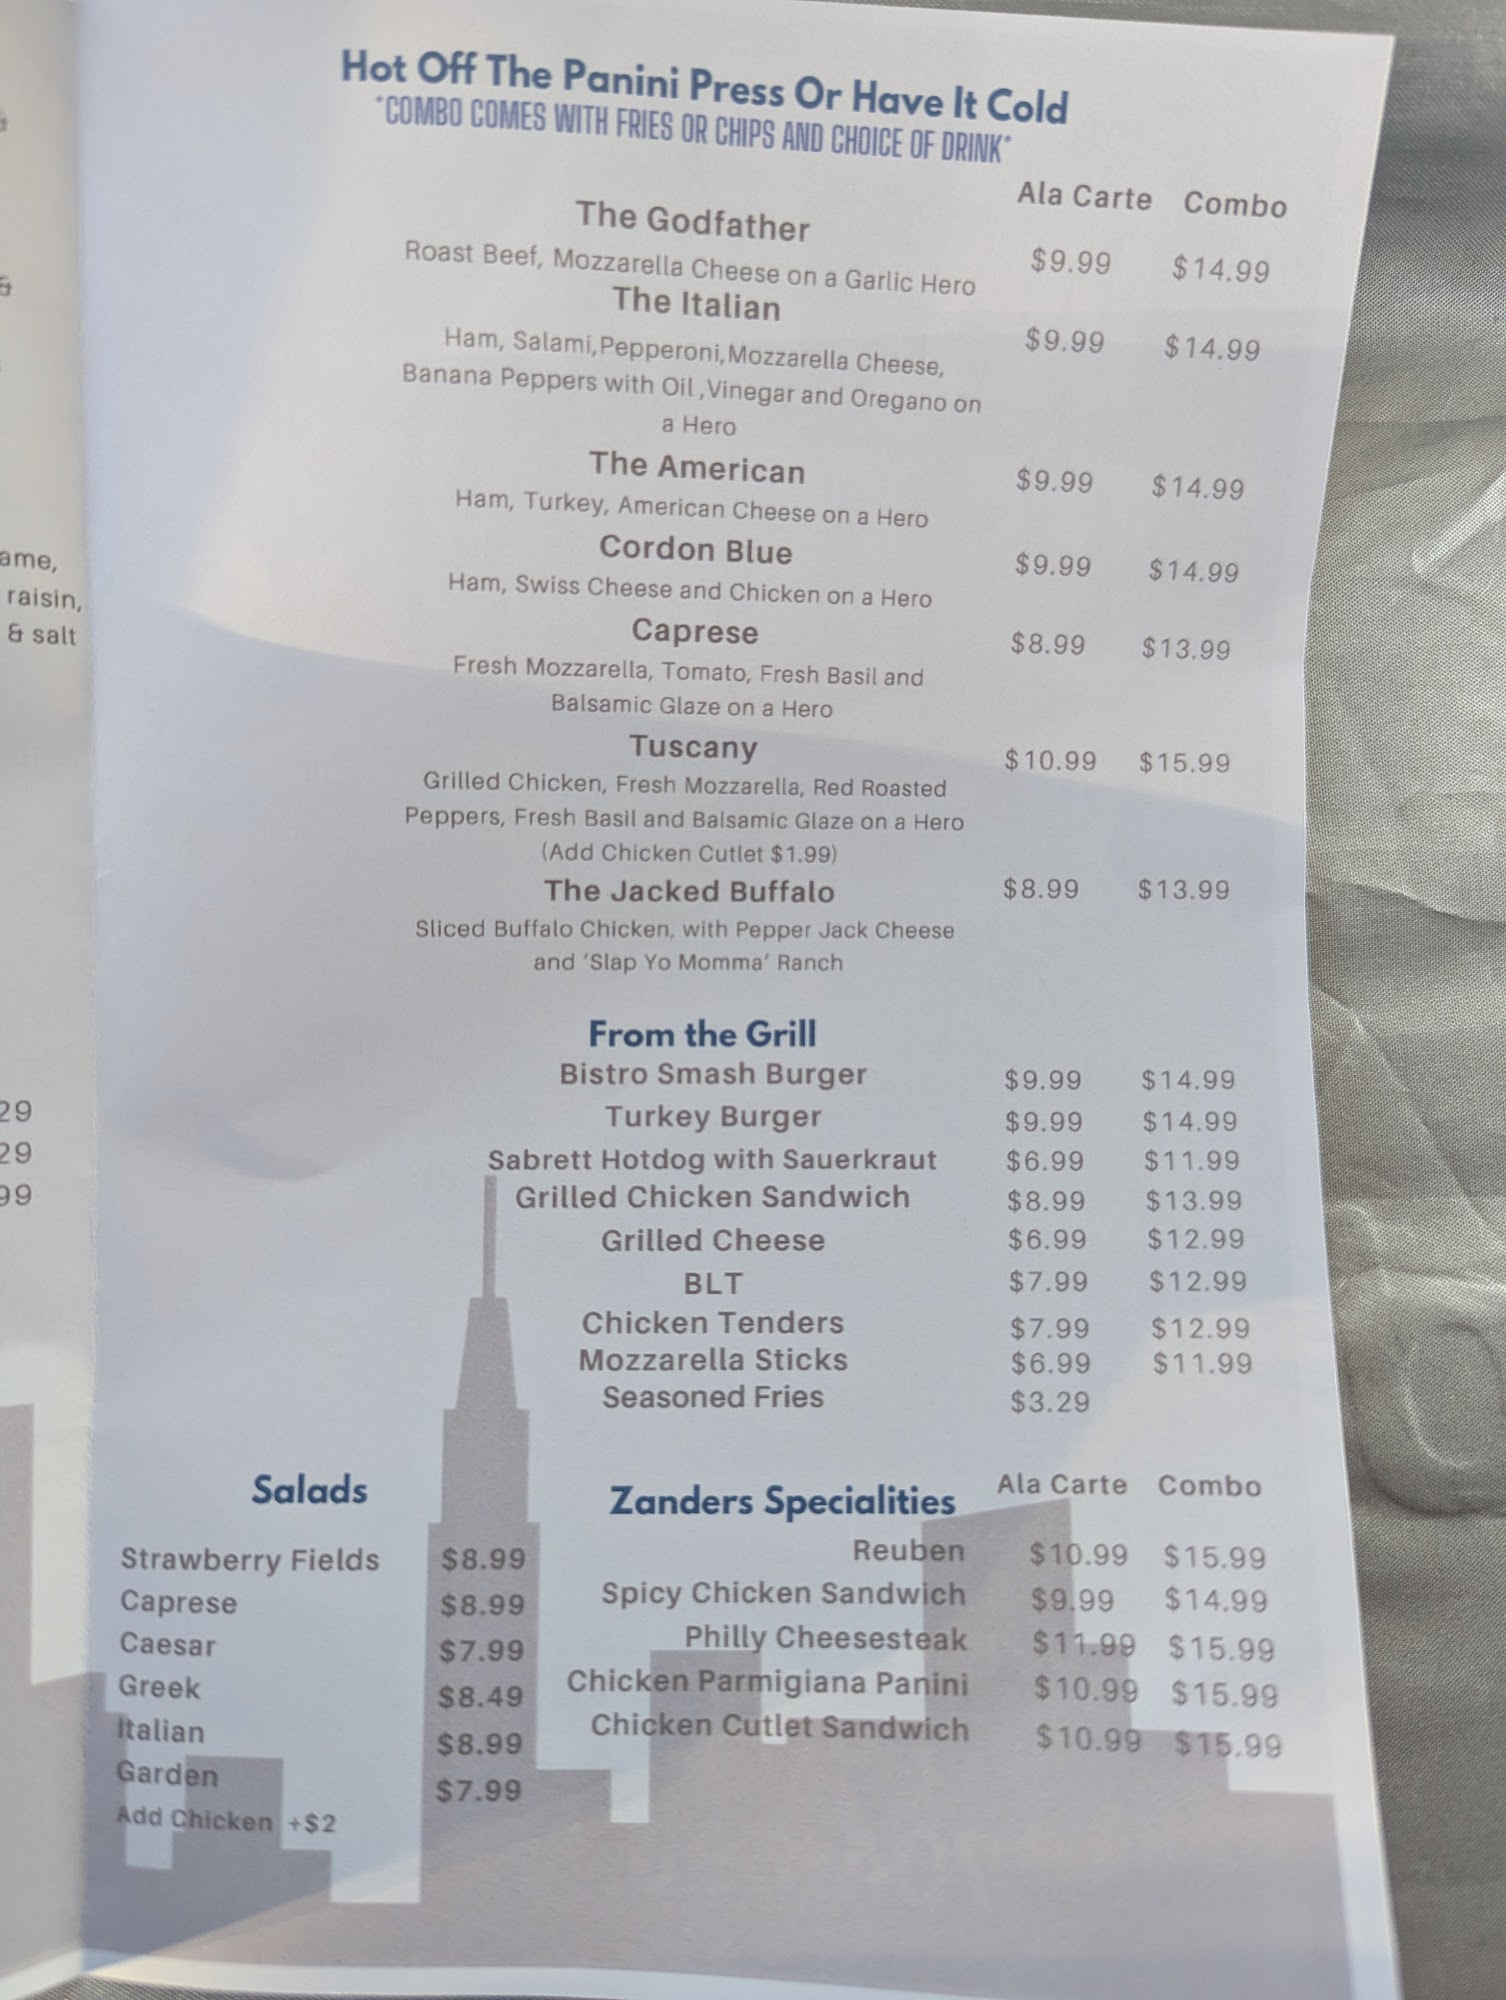 Hot Off The Panini Press Or Have It Cold
*COMBO COMES WITH FRIES OR CHIPS AND CHOICE OF DRINK*
Ala Carte Combo
The Godfather $9.99 $14.99
Roast Beef, Mozzarella Cheese on a Garlic Hero
The Italian $9.99 $14.99
Ham, Salami,Pepperoni,Mozzarella Cheese,
Banana Peppers with Oil ,Vinegar and Oregano on
a Hero
The American $9.99 $14.99
Ham, Turkey, American Cheese on a Hero
Cordon Blue $9.99 $14.99
Ham, Swiss Cheese and Chicken on a Hero
Caprese $8.99 $13.99
Fresh Mozzarella, Tomato, Fresh Basil and
Balsamic Glaze on a Hero
Tuscany $10.99 $15.99
Grilled Chicken, Fresh Mozzarella, Red Roasted
Peppers, Fresh Basil and Balsamic Glaze on a Hero
(Add Chicken Cutlet $1.99)
The Jacked Buffalo $8.99 $13.99
Sliced Buffalo Chicken, with Pepper Jack Cheese
and ‘Slap Yo Momma’ Ranch
From the Grill
Bistro Smash Burger $9.99 $14.99
Turkey Burger $9.99 $14.99
Sabrett Hotdog with Sauerkraut $6.99 $11.99
Grilled Chicken Sandwich $8.99 $13.99
Grilled Cheese $6.99 $12.99
BLT $7.99 $12.99
Chicken Tenders $7.99 $12.99
Mozzarella Sticks $6.99 $11.99
Seasoned Fries $3.29
Salads
Strawberry Fields $8.99
Caprese $8.99
Caesar $7.99
Greek $8.49
Italian $8.99
Garden $7.99
Add Chicken +$2
Zanders Specialities Ala Carte Combo
Reuben $10.99 $15.99
Spicy Chicken Sandwich $9.99 $14.99
Philly Cheesesteak $11.99 $15.99
Chicken Parmigiana Panini $10.99 $15.99
Chicken Cutlet Sandwich $10.99 $15.99
&
raisin,
& salt